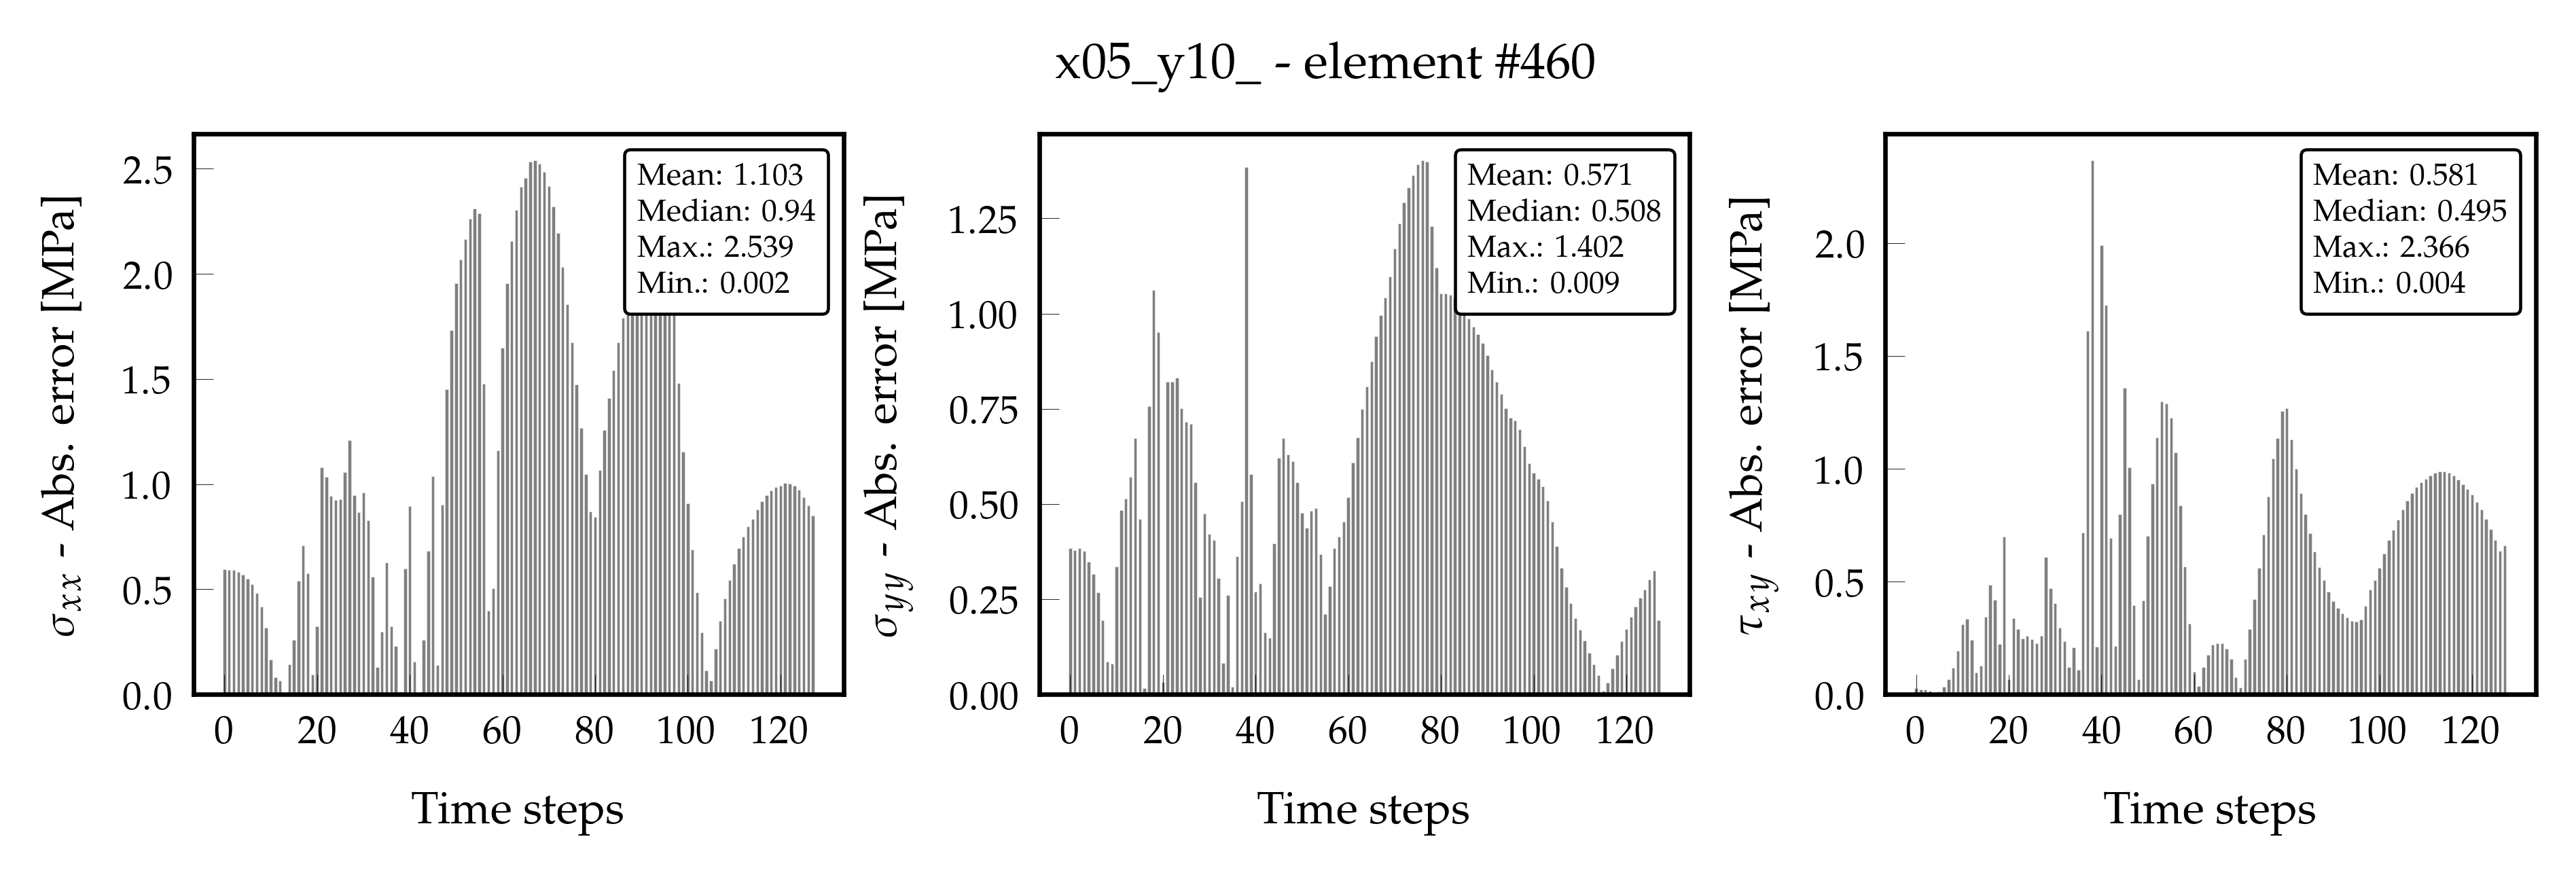 x05_y10_ - element #460
σxx - Abs. error [MPa]
2.5
2.0
1.5
1.0
0.5
0.0
0 20 40 60 80 100 120
Time steps
Mean: 1.103
Median: 0.94
Max.: 2.539
Min.: 0.002
σyy - Abs. error [MPa]
1.25
1.00
0.75
0.50
0.25
0.00
0 20 40 60 80 100 120
Time steps
Mean: 0.571
Median: 0.508
Max.: 1.402
Min.: 0.009
τxy - Abs. error [MPa]
2.0
1.5
1.0
0.5
0.0
0 20 40 60 80 100 120
Time steps
Mean: 0.581
Median: 0.495
Max.: 2.366
Min.: 0.004